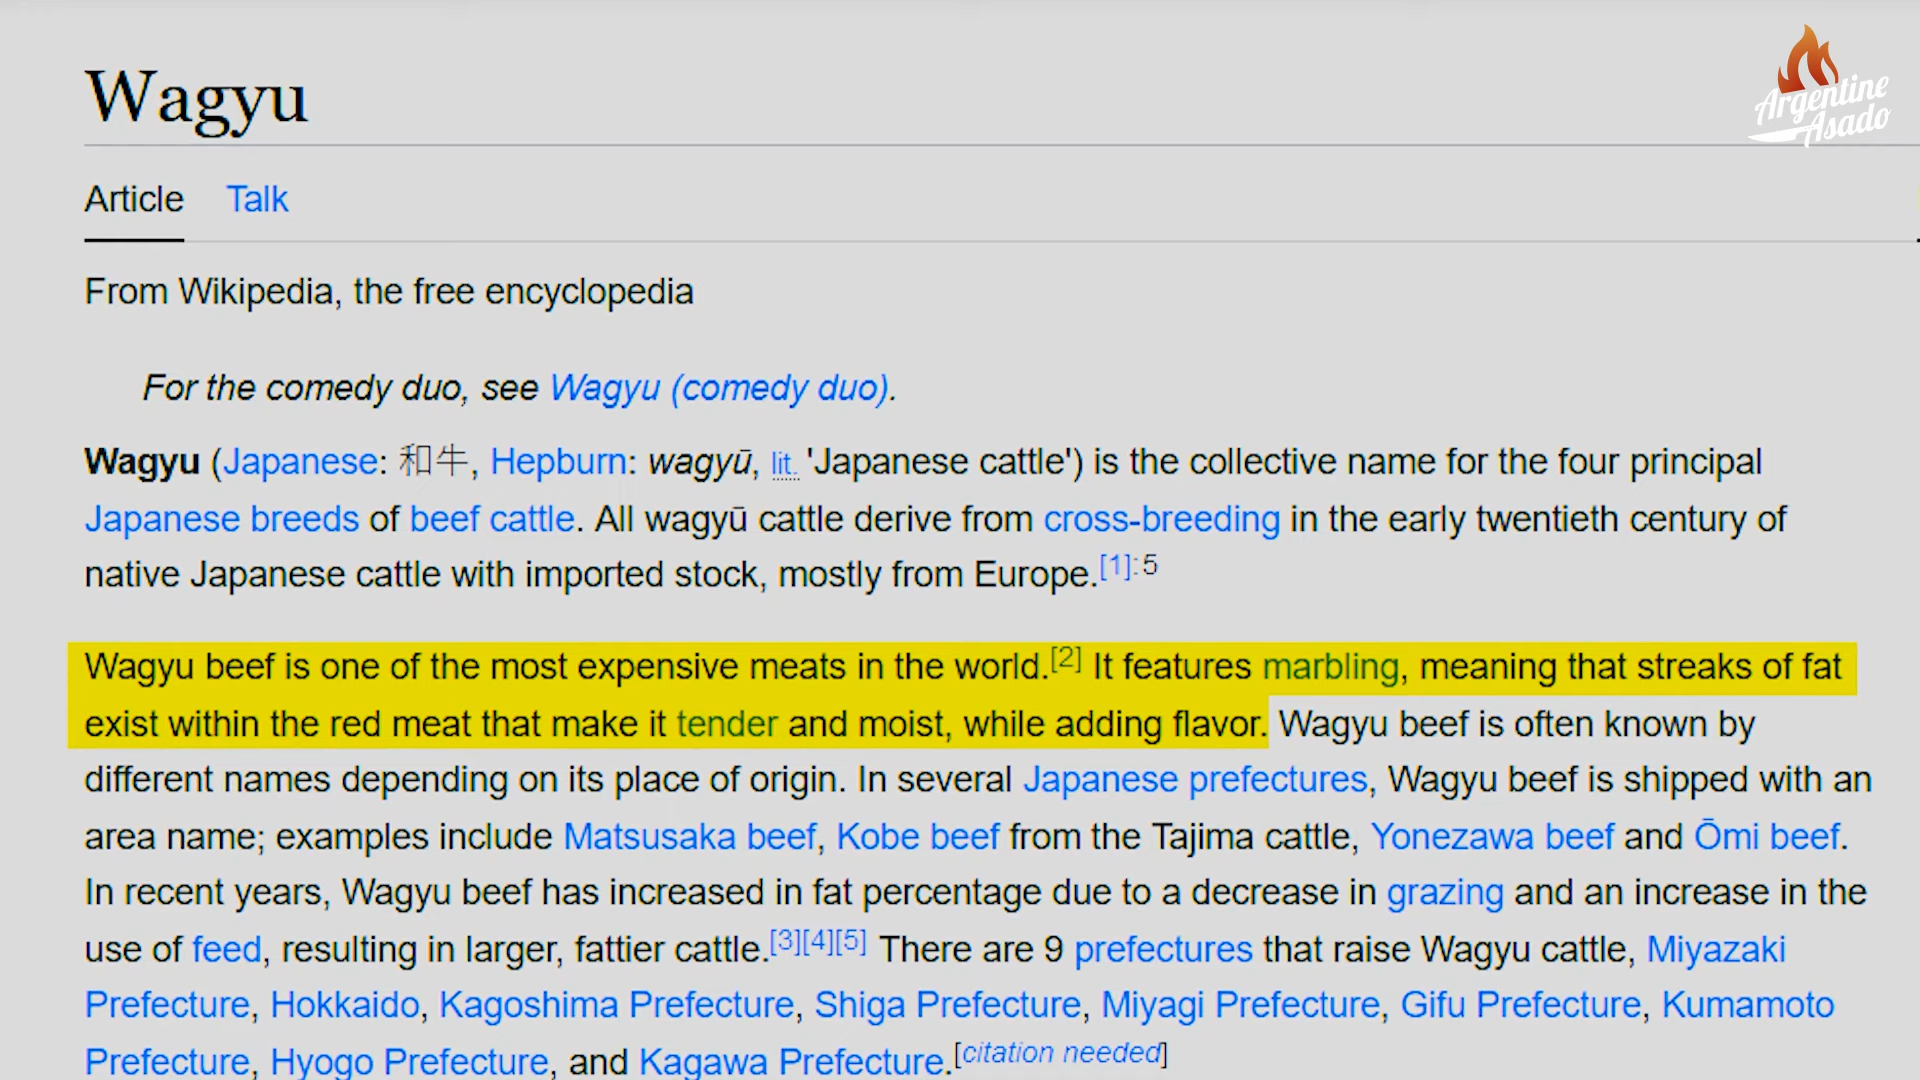 Argentine
Asado
Wagyu
Article Talk
From Wikipedia, the free encyclopedia
For the comedy duo, see Wagyu (comedy duo).
Wagyu (Japanese: 和牛, Hepburn: wagyū, lit. 'Japanese cattle') is the collective name for the four principal
Japanese breeds of beef cattle. All wagyū cattle derive from cross-breeding in the early twentieth century of
native Japanese cattle with imported stock, mostly from Europe.[1]:5
Wagyu beef is one of the most expensive meats in the world.[2] It features marbling, meaning that streaks of fat
exist within the red meat that make it tender and moist, while adding flavor. Wagyu beef is often known by
different names depending on its place of origin. In several Japanese prefectures, Wagyu beef is shipped with an
area name; examples include Matsusaka beef, Kobe beef from the Tajima cattle, Yonezawa beef and Ōmi beef.
In recent years, Wagyu beef has increased in fat percentage due to a decrease in grazing and an increase in the
use of feed, resulting in larger, fattier cattle.[3][4][5] There are 9 prefectures that raise Wagyu cattle, Miyazaki
Prefecture, Hokkaido, Kagoshima Prefecture, Shiga Prefecture, Miyagi Prefecture, Gifu Prefecture, Kumamoto
Prefecture, Hyogo Prefecture, and Kagawa Prefecture.[citation needed]